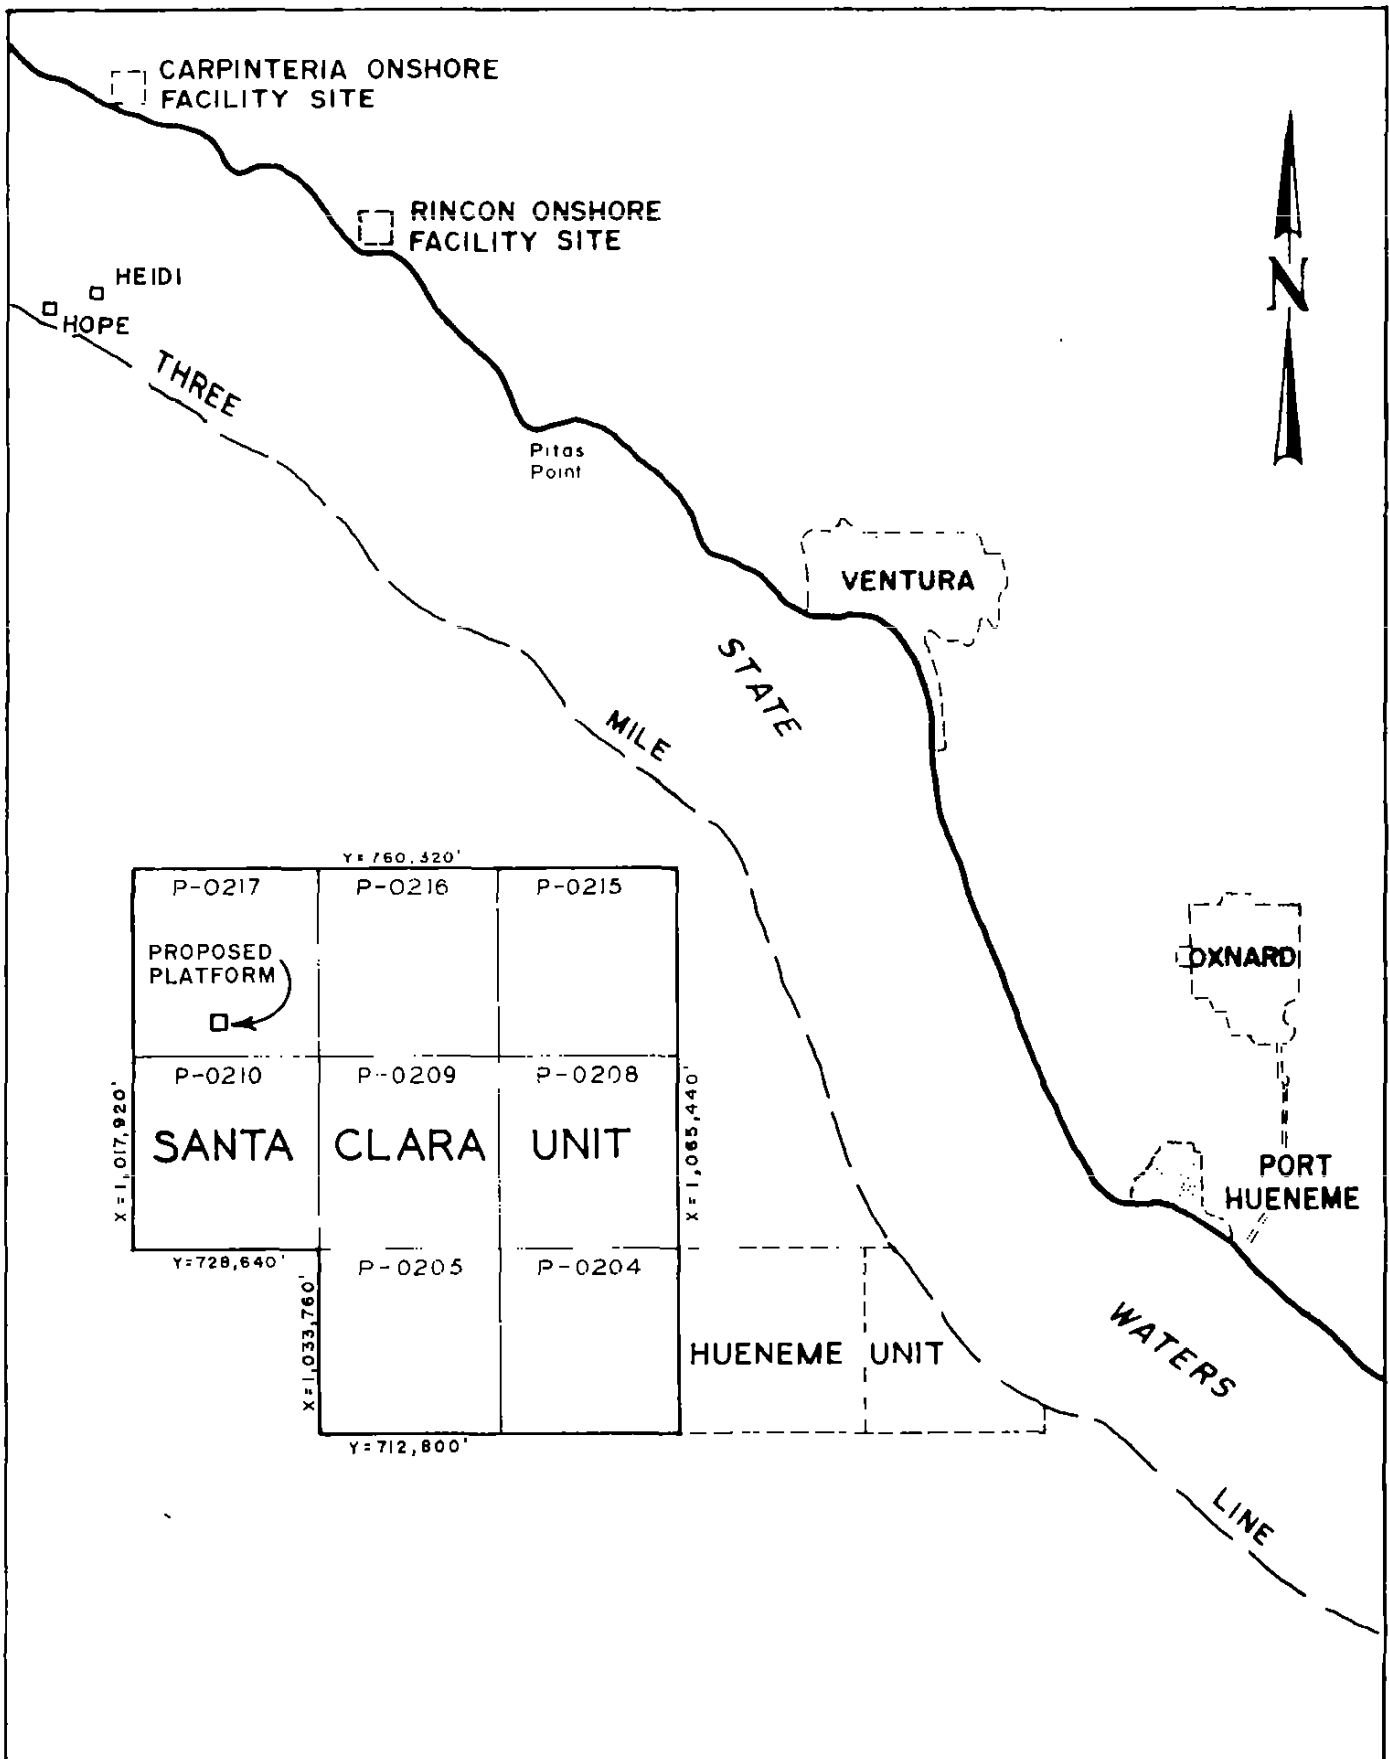 CARPINTERIA ONSHORE
FACILITY SITE
RINCON ONSHORE
FACILITY SITE
HEIDI
HOPE
N
THREE
Pitas
Point
VENTURA
STATE
MILE
Y=760,320'
P-0217
P-0216
P-0215
PROPOSED
PLATFORM
OXNARD
P-0210
P-0209
P-0208
X=1,017,920'
X=1,065,440'
SANTA CLARA UNIT
PORT
HUENEME
Y=728,640'
P-0205
P-0204
X=1,033,760'
HUENEME UNIT
WATERS
Y=712,800'
LINE